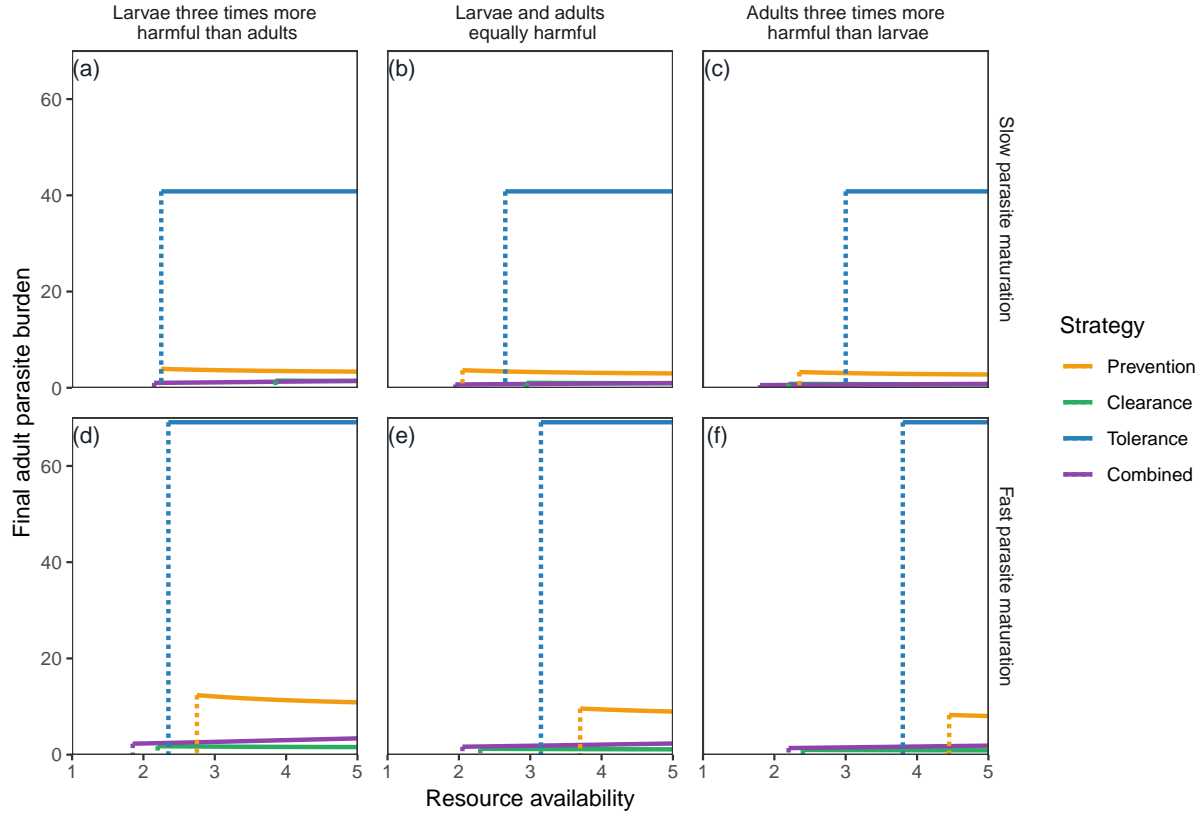 Larvae three times more
harmful than adults
Larvae and adults
equally harmful
Adults three times more
harmful than larvae
(a)
(b)
(c)
60
40
20
0
Slow parasite maturation
(d)
(e)
(f)
60
40
20
0
Fast parasite maturation
1 2 3 4 5
1 2 3 4 5
1 2 3 4 5
Resource availability
Final adult parasite burden
Strategy
Prevention
Clearance
Tolerance
Combined